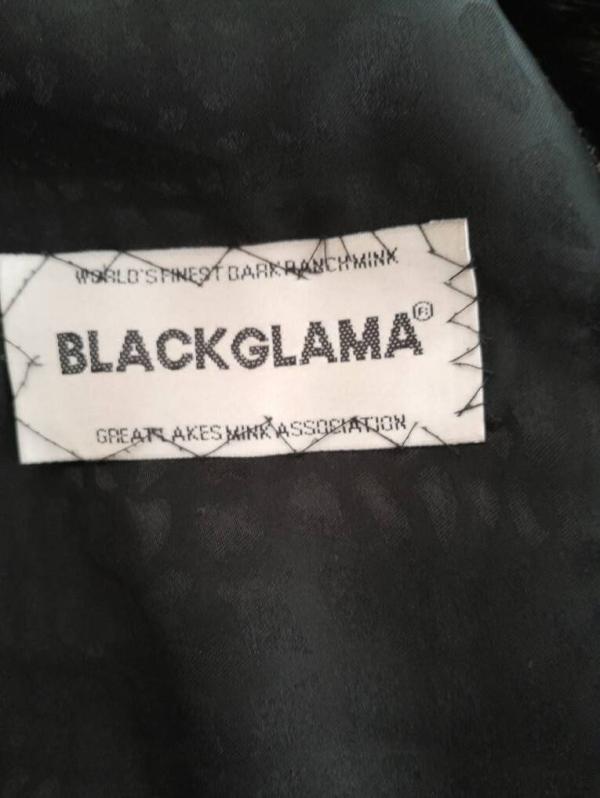 WORLD'S FINEST DARK RANCH MINK
BLACKGLAMA®
GREAT LAKES MINK ASSOCIATION